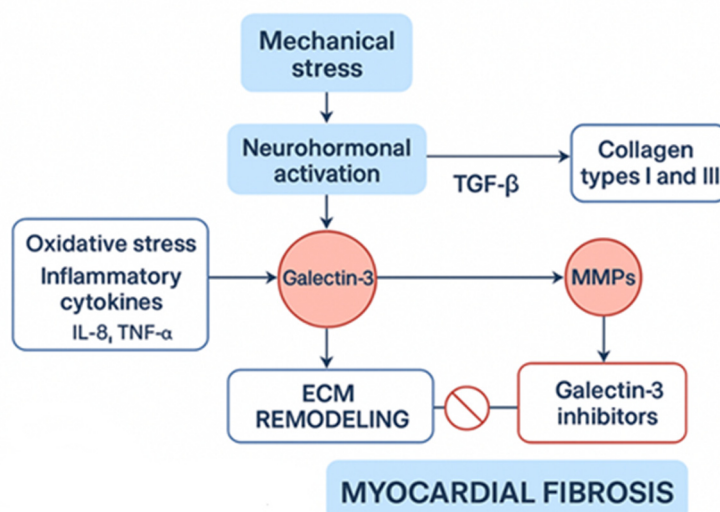 Mechanical
stress
Neurohormonal
activation
TGF-β
Collagen
types I and III
Oxidative stress
Inflammatory
cytokines
IL-8, TNF-α
Galectin-3
MMPs
ECM
REMODELING
Galectin-3
inhibitors
MYOCARDIAL FIBROSIS